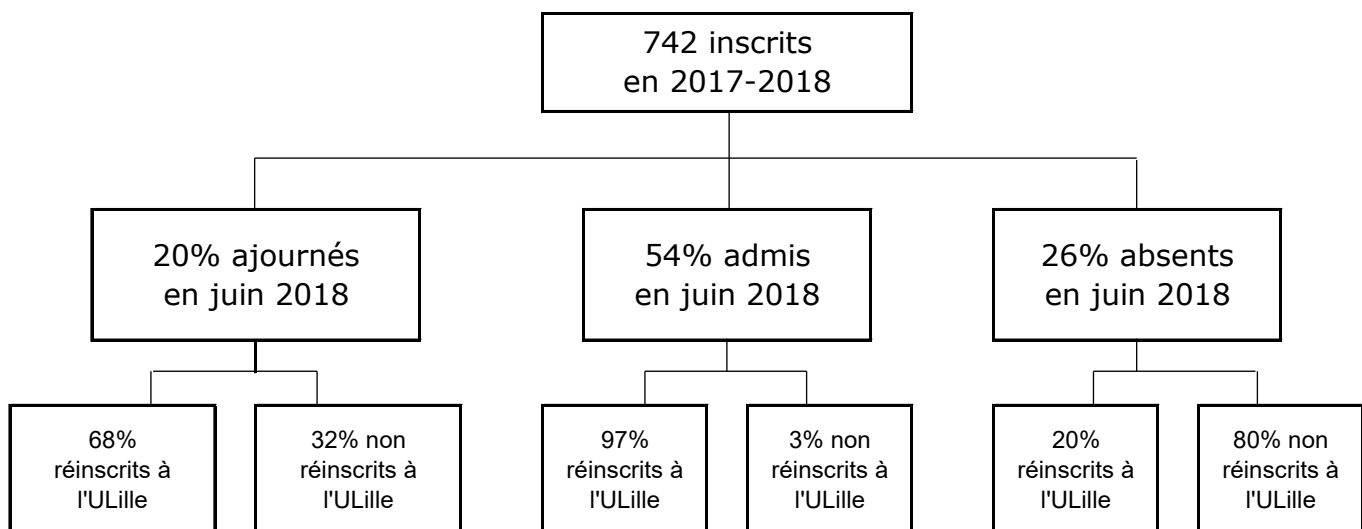 742 inscrits
en 2017-2018
20% ajournés
en juin 2018
54% admis
en juin 2018
26% absents
en juin 2018
68%
réinscrits à
l'ULille
32% non
réinscrits à
l'ULille
97%
réinscrits à
l'ULille
3% non
réinscrits à
l'ULille
20%
réinscrits à
l'ULille
80% non
réinscrits à
l'ULille